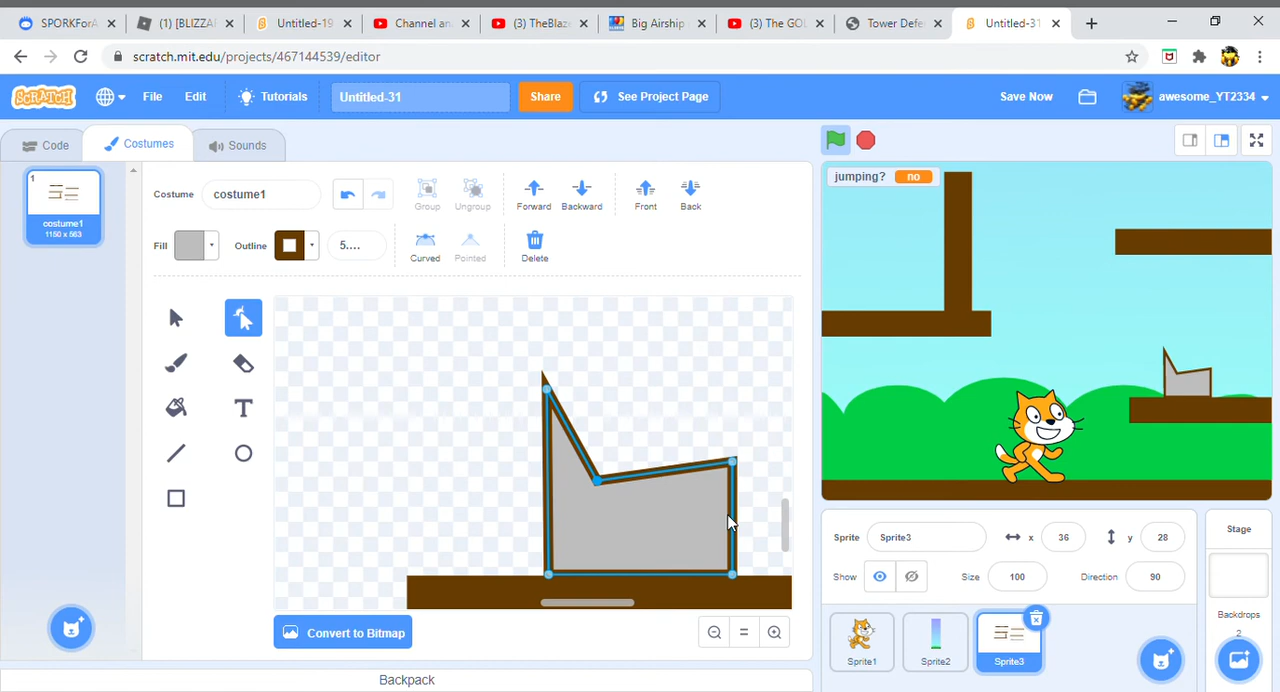 SPORKForA
(1) [BLIZZAI
Untitled-19
Channel an
(3) TheBlaze
Big Airship
(3) The GOL
Tower Defe
Untitled-31
scratch.mit.edu/projects/467144539/editor
SCRATCH
File
Edit
Tutorials
Untitled-31
Share
See Project Page
Save Now
awesome_YT2334
Code
Costumes
Sounds
1
costume1
1150 x 563
Costume
costume1
Group
Ungroup
Forward
Backward
Front
Back
Fill
Outline
5....
Curved
Pointed
Delete
T
Convert to Bitmap
Backpack
jumping?
no
Sprite
Sprite3
x
36
y
28
Show
Size
100
Direction
90
Sprite1
Sprite2
Sprite3
Stage
Backdrops
2